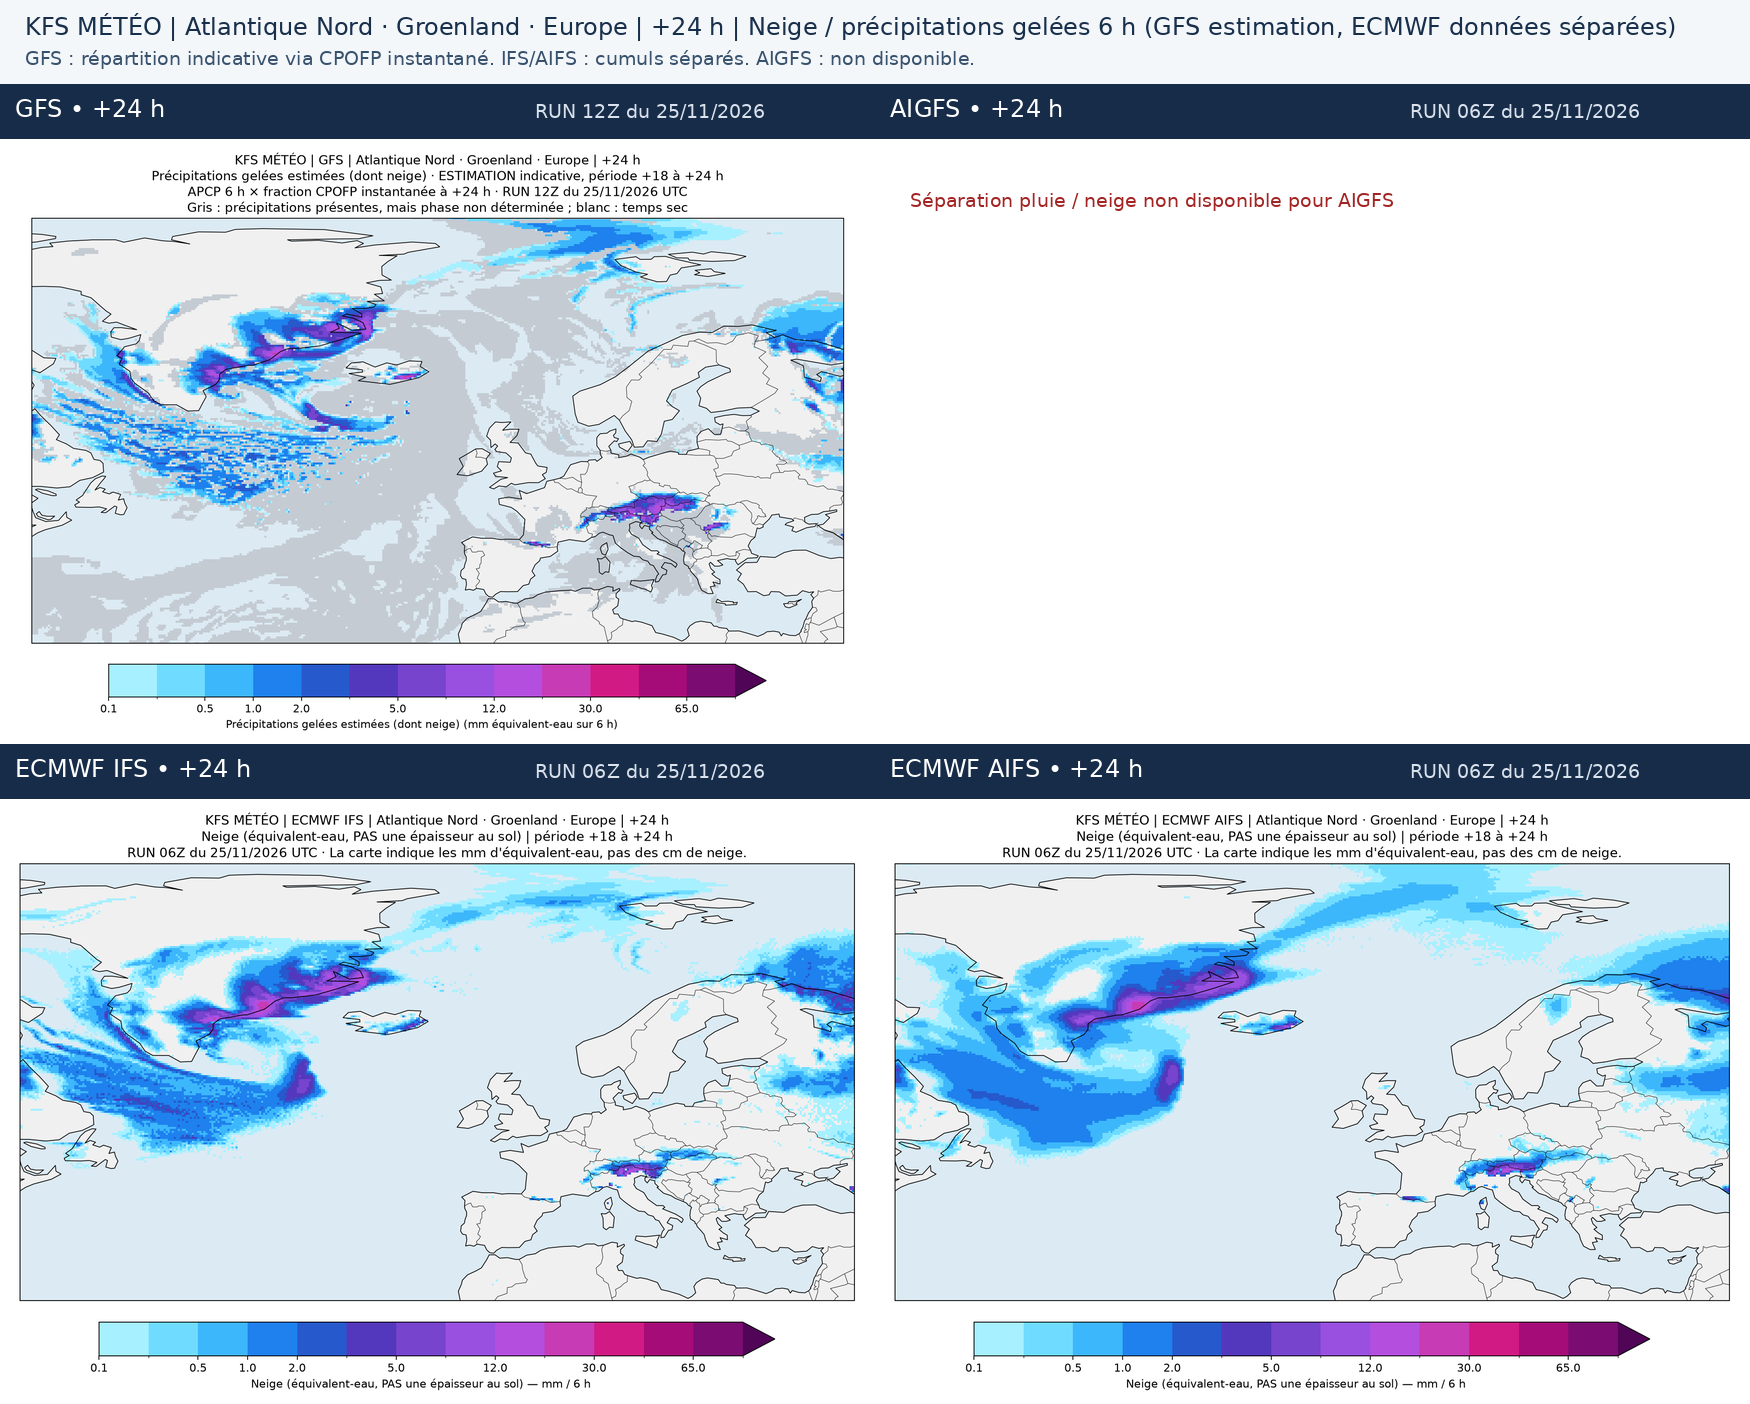 KFS MÉTÉO | Atlantique Nord · Groenland · Europe | +24 h | Neige / précipitations gelées 6 h (GFS estimation, ECMWF données séparées)
GFS : répartition indicative via CPOFP instantané. IFS/AIFS : cumuls séparés. AIGFS : non disponible.
GFS • +24 h
RUN 12Z du 25/11/2026
AIGFS • +24 h
RUN 06Z du 25/11/2026
KFS MÉTÉO | GFS | Atlantique Nord · Groenland · Europe | +24 h
Précipitations gelées estimées (dont neige) · ESTIMATION indicative, période +18 à +24 h
APCP 6 h × fraction CPOFP instantanée à +24 h · RUN 12Z du 25/11/2026 UTC
Gris : précipitations présentes, mais phase non déterminée ; blanc : temps sec
Séparation pluie / neige non disponible pour AIGFS
0.1 0.5 1.0 2.0 5.0 12.0 30.0 65.0
Précipitations gelées estimées (dont neige) (mm équivalent-eau sur 6 h)
ECMWF IFS • +24 h
RUN 06Z du 25/11/2026
ECMWF AIFS • +24 h
RUN 06Z du 25/11/2026
KFS MÉTÉO | ECMWF IFS | Atlantique Nord · Groenland · Europe | +24 h
Neige (équivalent-eau, PAS une épaisseur au sol) | période +18 à +24 h
RUN 06Z du 25/11/2026 UTC · La carte indique les mm d'équivalent-eau, pas des cm de neige.
KFS MÉTÉO | ECMWF AIFS | Atlantique Nord · Groenland · Europe | +24 h
Neige (équivalent-eau, PAS une épaisseur au sol) | période +18 à +24 h
RUN 06Z du 25/11/2026 UTC · La carte indique les mm d'équivalent-eau, pas des cm de neige.
0.1 0.5 1.0 2.0 5.0 12.0 30.0 65.0
Neige (équivalent-eau, PAS une épaisseur au sol) — mm / 6 h
0.1 0.5 1.0 2.0 5.0 12.0 30.0 65.0
Neige (équivalent-eau, PAS une épaisseur au sol) — mm / 6 h